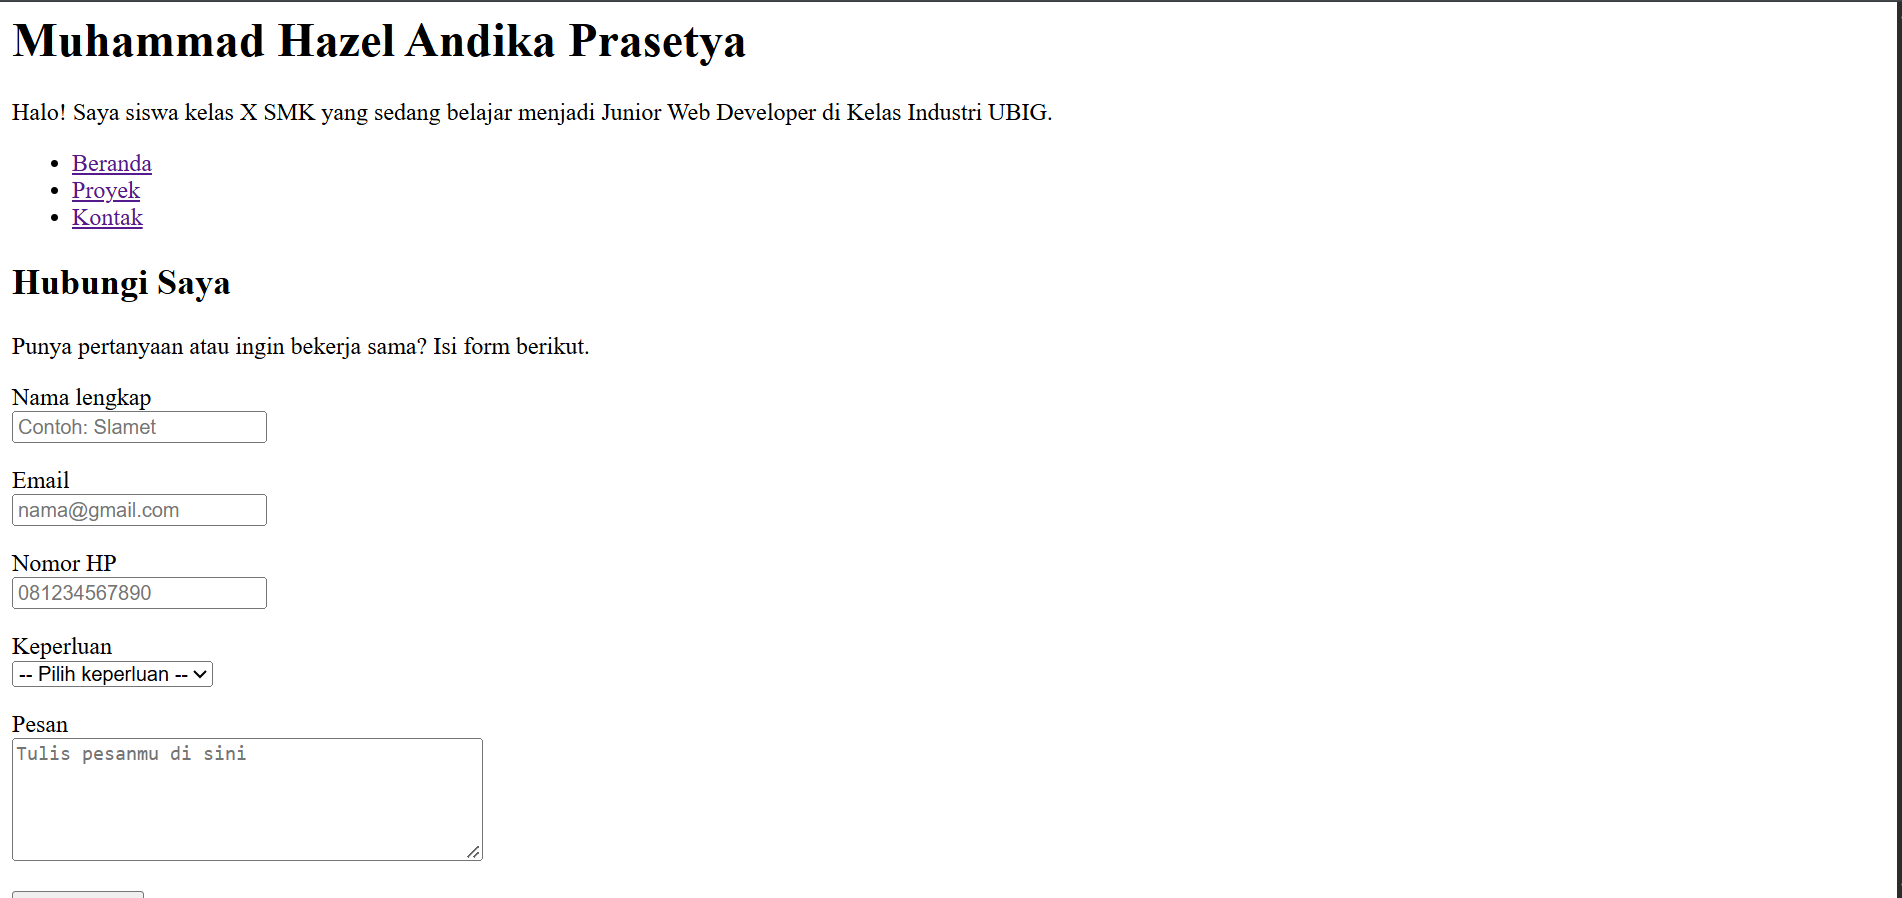 Muhammad Hazel Andika Prasetya
Halo! Saya siswa kelas X SMK yang sedang belajar menjadi Junior Web Developer di Kelas Industri UBIG.
Beranda
Proyek
Kontak
Hubungi Saya
Punya pertanyaan atau ingin bekerja sama? Isi form berikut.
Nama lengkap
Contoh: Slamet
Email
nama@gmail.com
Nomor HP
081234567890
Keperluan
-- Pilih keperluan --
Pesan
Tulis pesanmu di sini